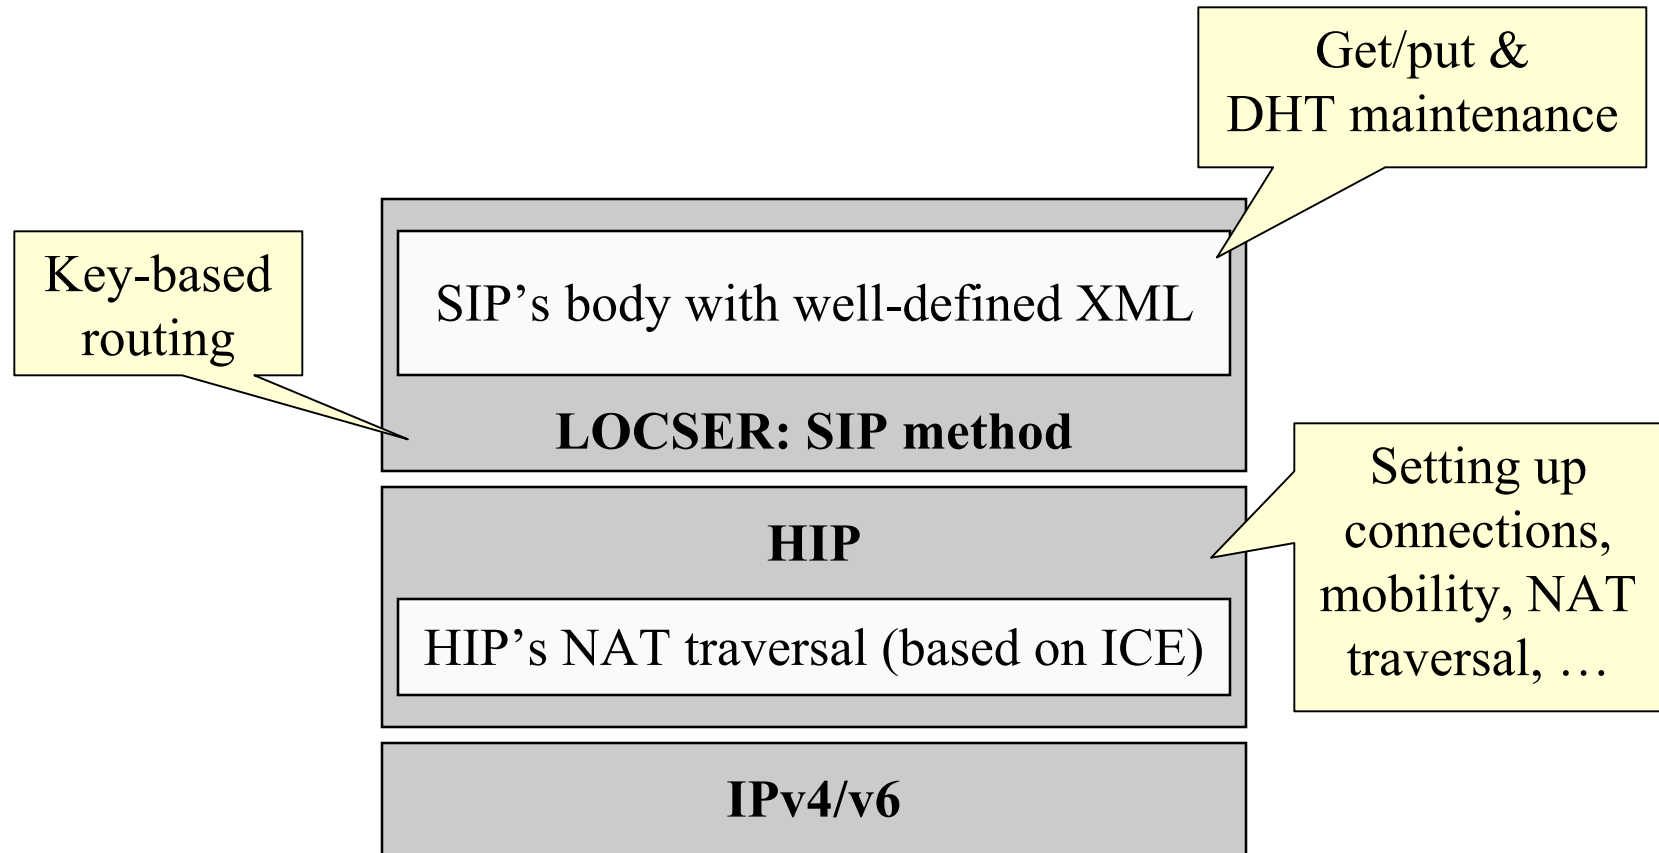 Get/put &
DHT maintenance
Key-based
routing
SIP’s body with well-defined XML
LOCSER: SIP method
Setting up
connections,
mobility, NAT
traversal, …
HIP
HIP’s NAT traversal (based on ICE)
IPv4/v6